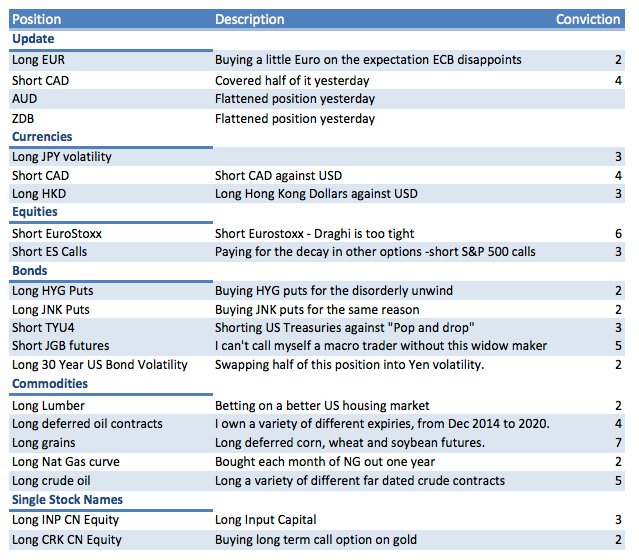 Position Description Conviction
Update
Long EUR Buying a little Euro on the expectation ECB disappoints 2
Short CAD Covered half of it yesterday 4
AUD Flattened position yesterday
ZDB Flattened position yesterday
Currencies
Long JPY volatility 3
Short CAD Short CAD against USD 4
Long HKD Long Hong Kong Dollars against USD 3
Equities
Short EuroStoxx Short Eurostoxx - Draghi is too tight 6
Short ES Calls Paying for the decay in other options -short S&P 500 calls 3
Bonds
Long HYG Puts Buying HYG puts for the disorderly unwind 2
Long JNK Puts Buying JNK puts for the same reason 2
Short TYU4 Shorting US Treasuries against "Pop and drop" 3
Short JGB futures I can't call myself a macro trader without this widow maker 5
Long 30 Year US Bond Volatility Swapping half of this position into Yen volatility. 2
Commodities
Long Lumber Betting on a better US housing market 2
Long deferred oil contracts I own a variety of different expiries, from Dec 2014 to 2020. 4
Long grains Long deferred corn, wheat and soybean futures. 7
Long Nat Gas curve Bought each month of NG out one year 2
Long crude oil Long a variety of different far dated crude contracts 5
Single Stock Names
Long INP CN Equity Long Input Capital 3
Long CRK CN Equity Buying long term call option on gold 2